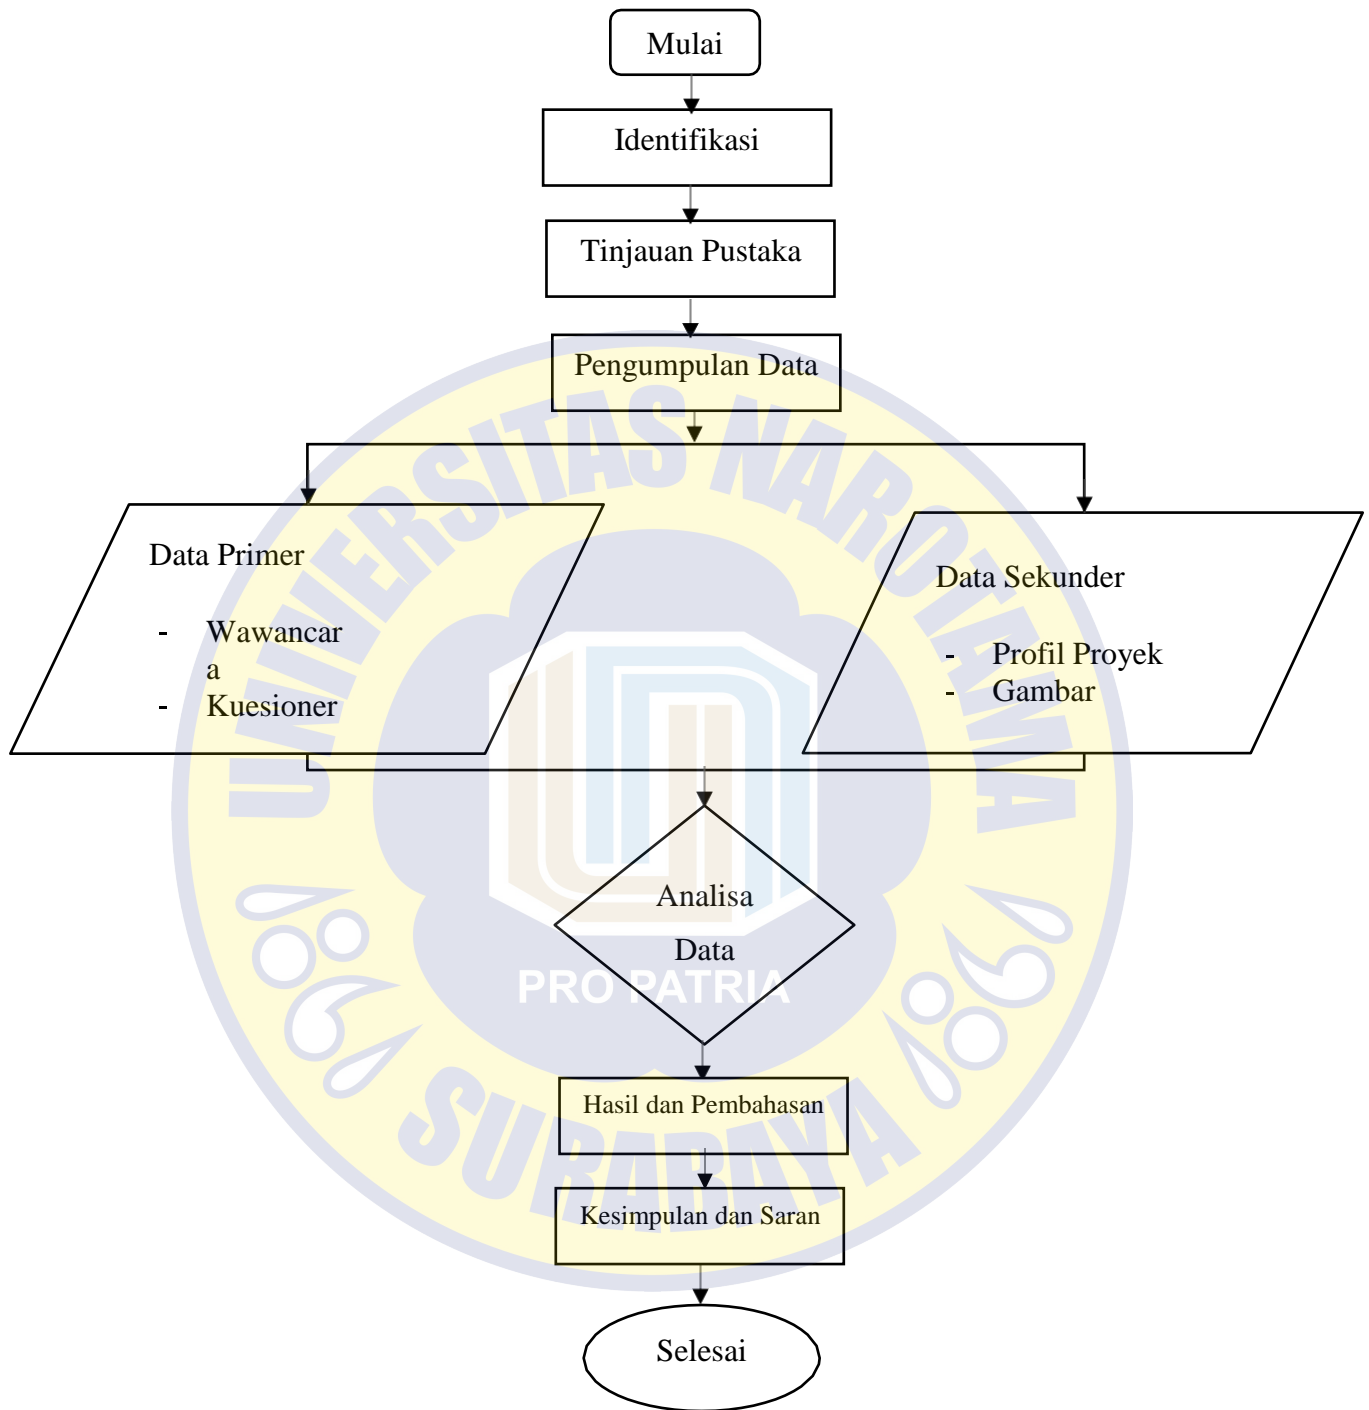 Mulai
Identifikasi
Tinjauan Pustaka
Pengumpulan Data
Data Primer
- Wawancar
a
- Kuesioner
Data Sekunder
- Profil Proyek
- Gambar
Analisa
Data
Hasil dan Pembahasan
Kesimpulan dan Saran
Selesai
UNIVERSITAS NAROTAMA
PRO PATRIA
SURABAYA